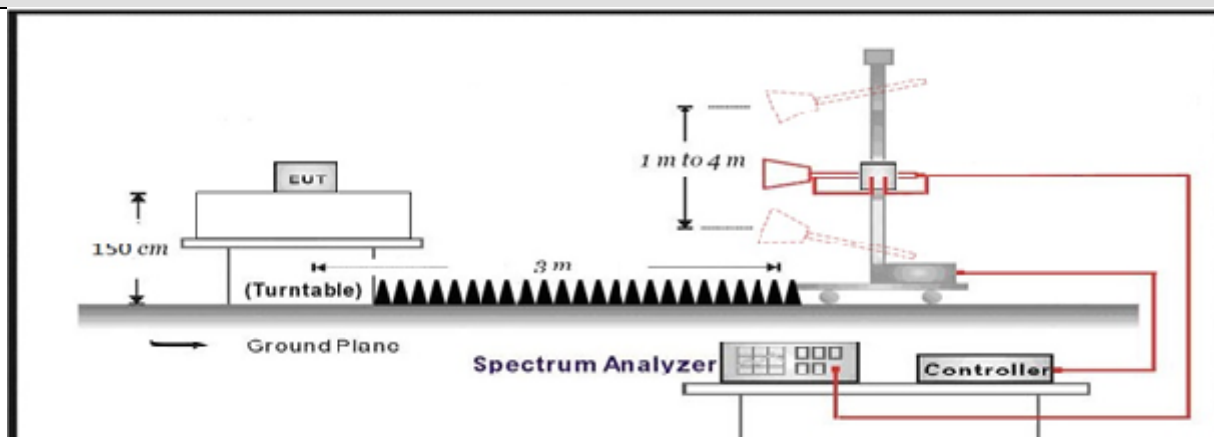 EUT
1 m to 4 m
150 cm
3 m
(Turntable)
Ground Plane
Spectrum Analyzer
Controller